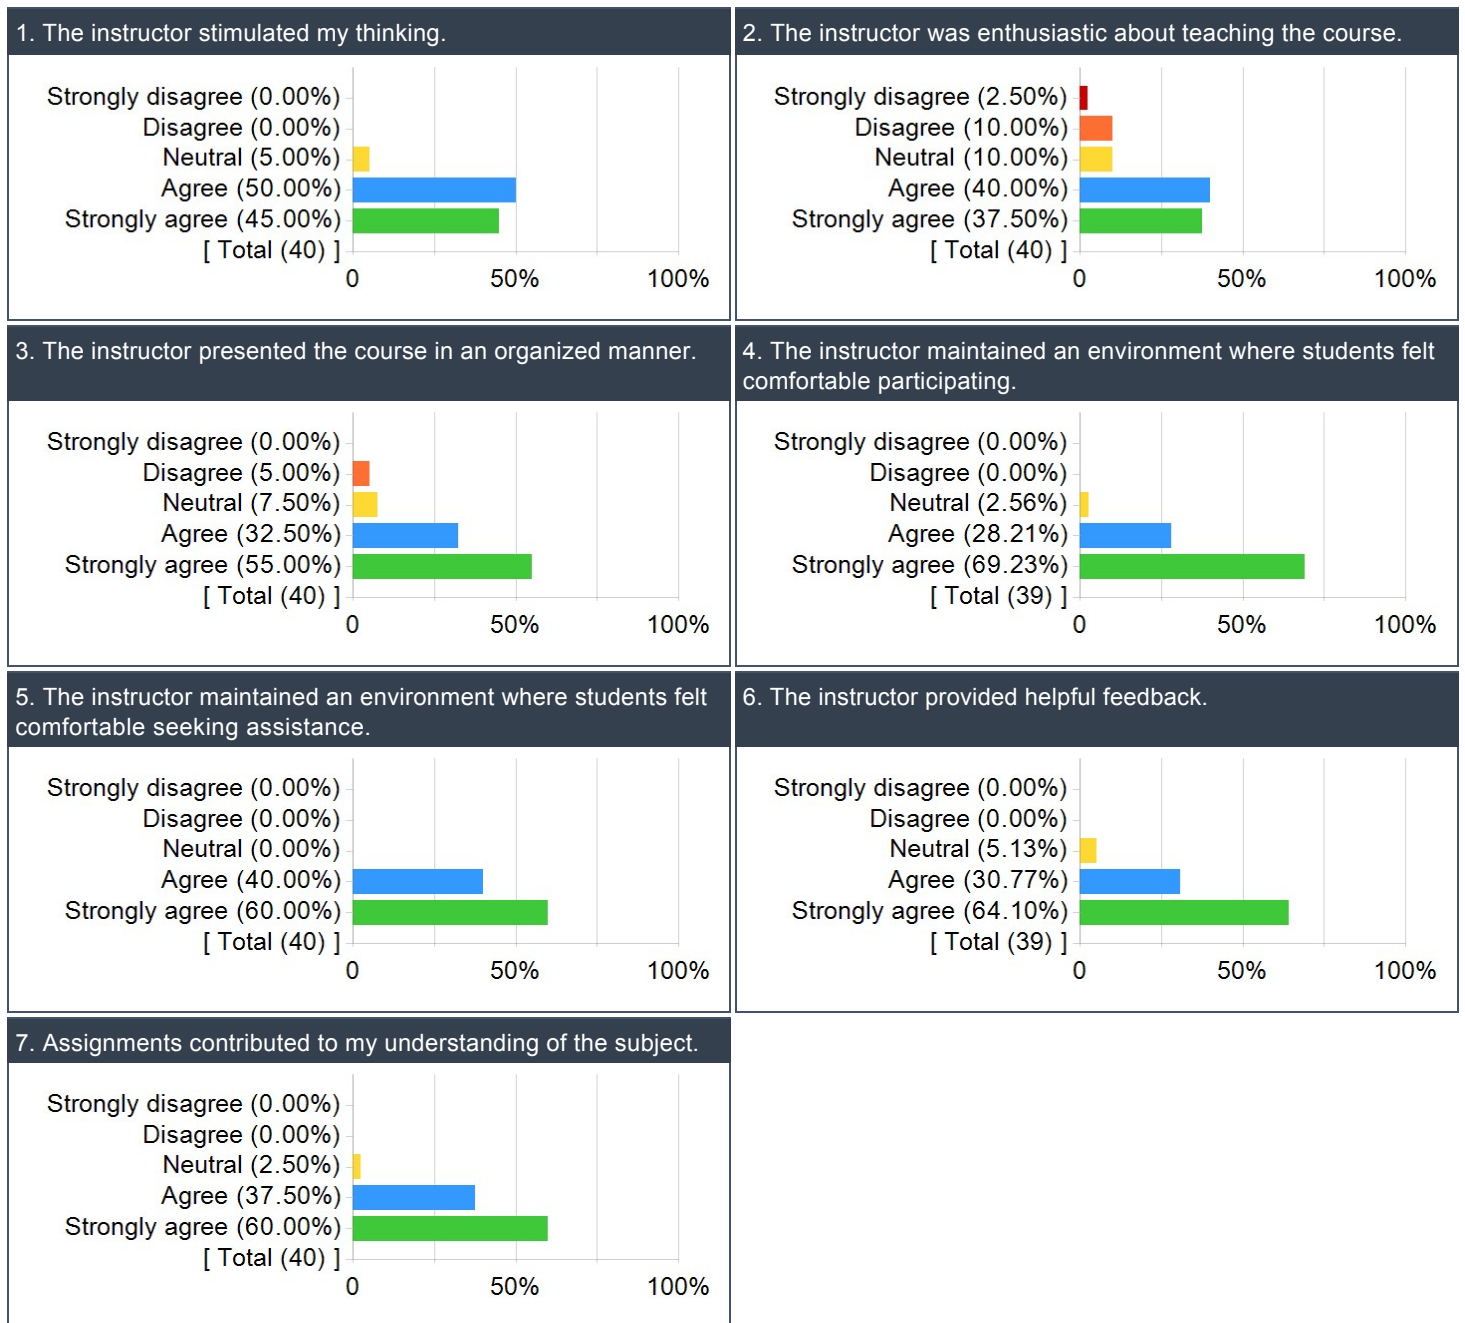 1. The instructor stimulated my thinking.
Strongly disagree (0.00%)
Disagree (0.00%)
Neutral (5.00%)
Agree (50.00%)
Strongly agree (45.00%)
[ Total (40) ]
0 50% 100%
2. The instructor was enthusiastic about teaching the course.
Strongly disagree (2.50%)
Disagree (10.00%)
Neutral (10.00%)
Agree (40.00%)
Strongly agree (37.50%)
[ Total (40) ]
0 50% 100%
3. The instructor presented the course in an organized manner.
Strongly disagree (0.00%)
Disagree (5.00%)
Neutral (7.50%)
Agree (32.50%)
Strongly agree (55.00%)
[ Total (40) ]
0 50% 100%
4. The instructor maintained an environment where students felt
comfortable participating.
Strongly disagree (0.00%)
Disagree (0.00%)
Neutral (2.56%)
Agree (28.21%)
Strongly agree (69.23%)
[ Total (39) ]
0 50% 100%
5. The instructor maintained an environment where students felt
comfortable seeking assistance.
Strongly disagree (0.00%)
Disagree (0.00%)
Neutral (0.00%)
Agree (40.00%)
Strongly agree (60.00%)
[ Total (40) ]
0 50% 100%
6. The instructor provided helpful feedback.
Strongly disagree (0.00%)
Disagree (0.00%)
Neutral (5.13%)
Agree (30.77%)
Strongly agree (64.10%)
[ Total (39) ]
0 50% 100%
7. Assignments contributed to my understanding of the subject.
Strongly disagree (0.00%)
Disagree (0.00%)
Neutral (2.50%)
Agree (37.50%)
Strongly agree (60.00%)
[ Total (40) ]
0 50% 100%